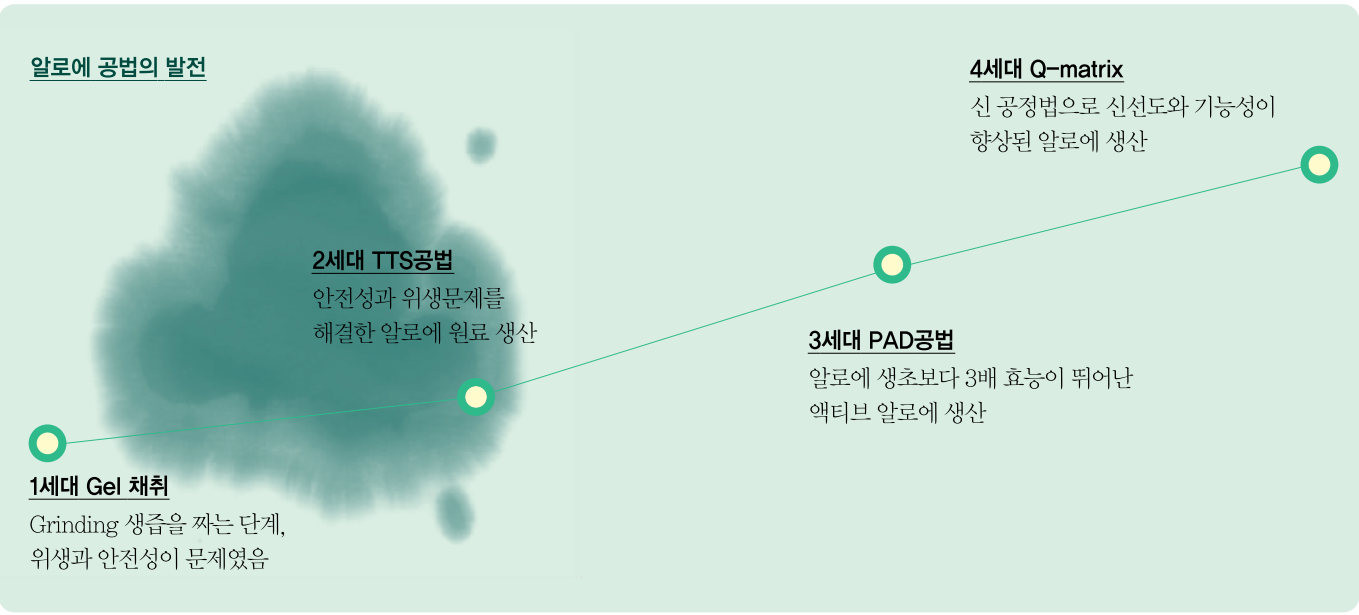 알로에 공법의 발전
1세대 Gel 채취
Grinding 생즙을 짜는 단계,
위생과 안전성이 문제였음
2세대 TTS공법
안전성과 위생문제를
해결한 알로에 원료 생산
3세대 PAD공법
알로에 생초보다 3배 효능이 뛰어난
액티브 알로에 생산
4세대 Q-matrix
신 공정법으로 신선도와 기능성이
향상된 알로에 생산